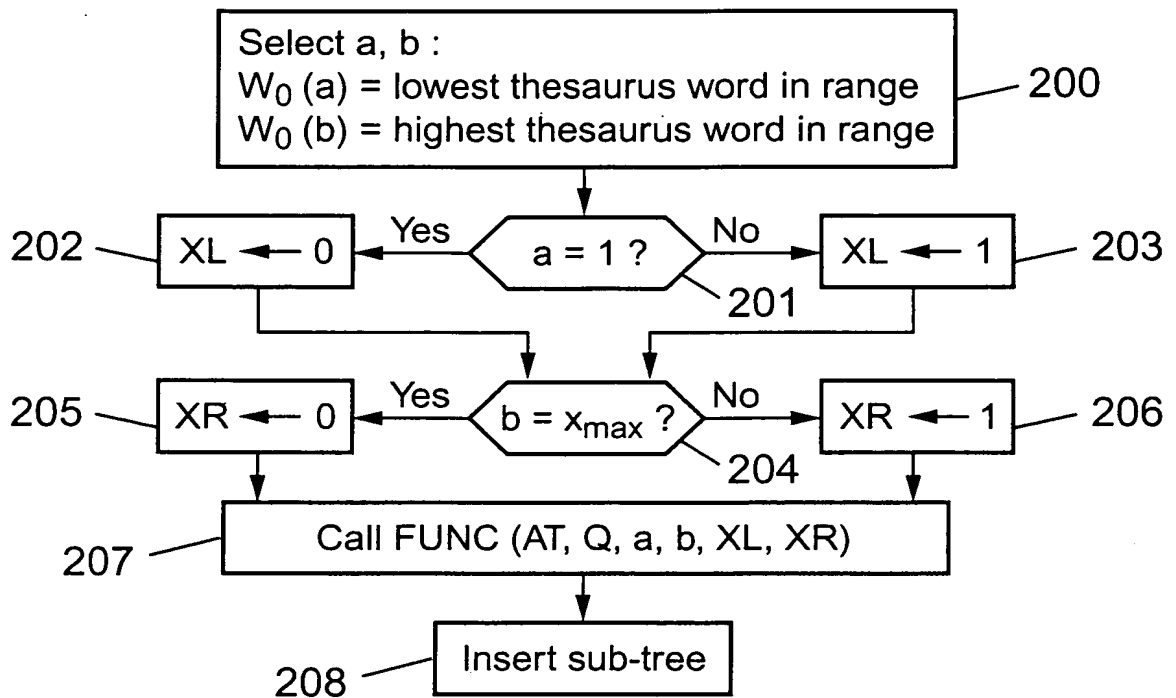 Select a, b :
W0 (a) = lowest thesaurus word in range
W0 (b) = highest thesaurus word in range
200
202
XL ← 0
Yes
a = 1 ?
No
XL ← 1
203
201
205
XR ← 0
Yes
b = xmax ?
No
XR ← 1
206
204
Call FUNC (AT, Q, a, b, XL, XR)
207
Insert sub-tree
208